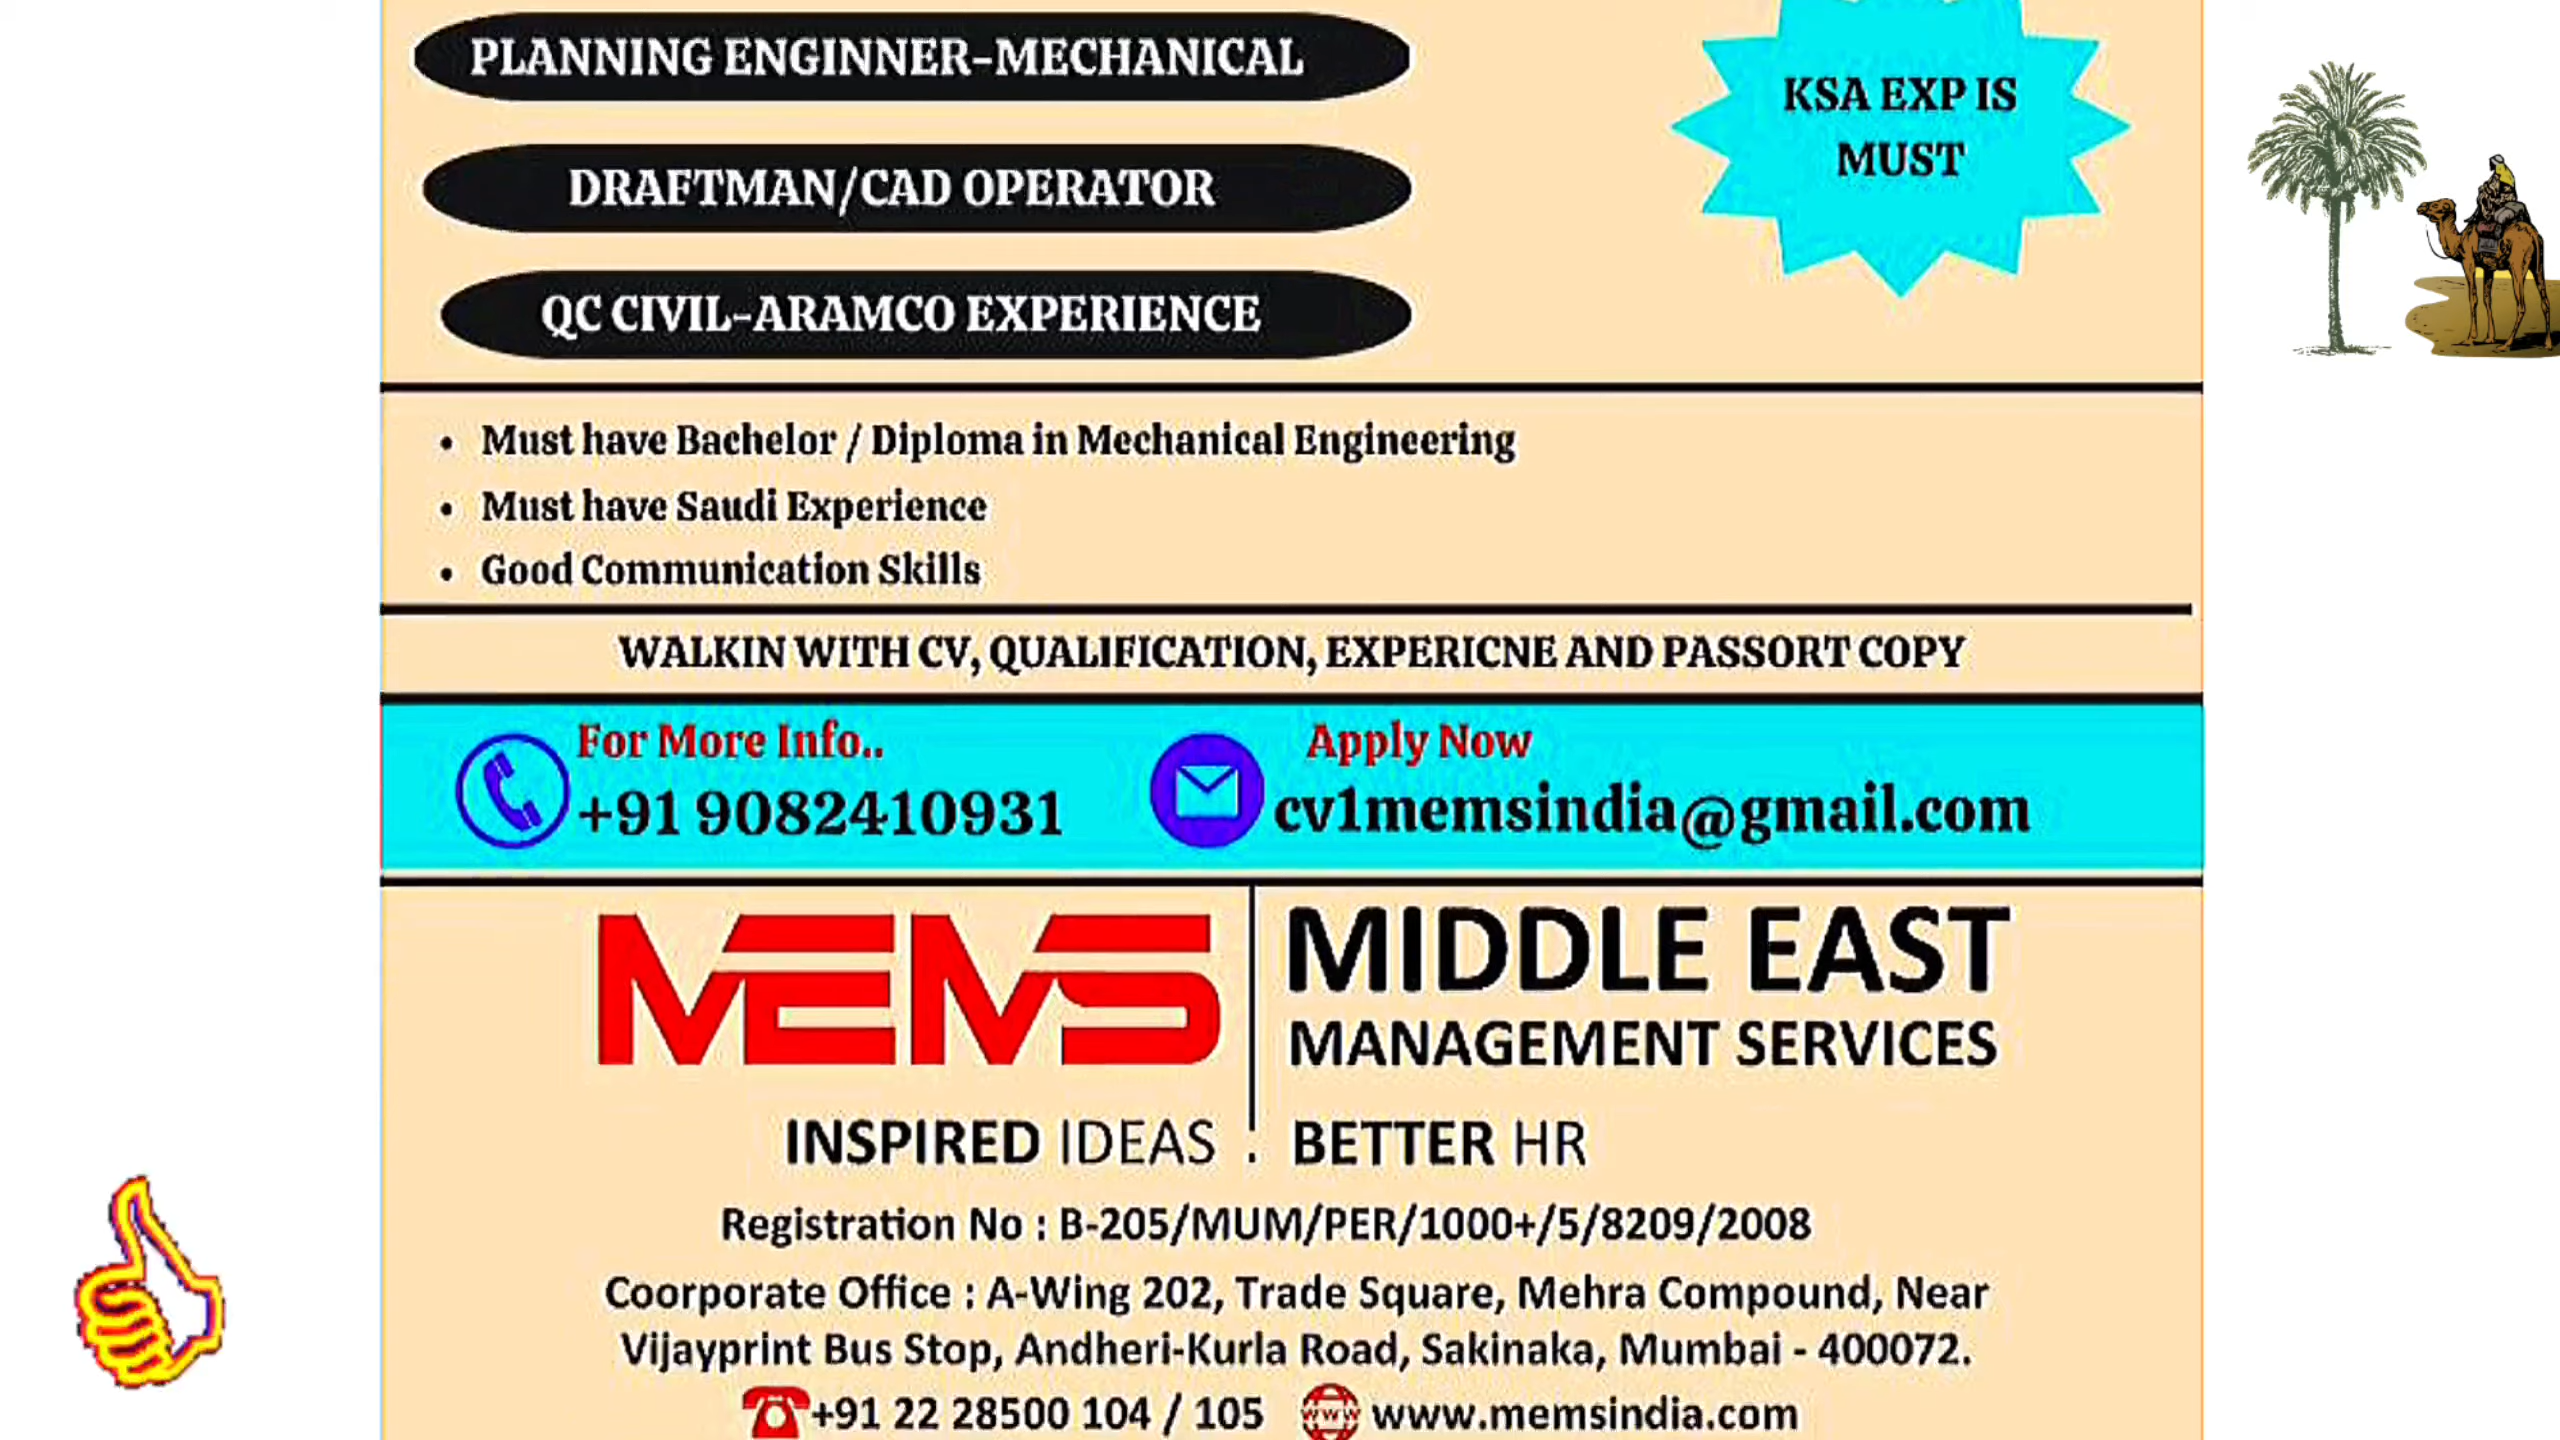 PLANNING ENGINNER-MECHANICAL
KSA EXP IS
MUST
DRAFTMAN/CAD OPERATOR
QC CIVIL-ARAMCO EXPERIENCE
• Must have Bachelor / Diploma in Mechanical Engineering
• Must have Saudi Experience
• Good Communication Skills
WALKIN WITH CV, QUALIFICATION, EXPERICNE AND PASSORT COPY
For More Info..
+91 9082410931
Apply Now
cv1memsindia@gmail.com
MEMS
MIDDLE EAST
MANAGEMENT SERVICES
INSPIRED IDEAS . BETTER HR
Registration No : B-205/MUM/PER/1000+/5/8209/2008
Coorporate Office : A-Wing 202, Trade Square, Mehra Compound, Near
Vijayprint Bus Stop, Andheri-Kurla Road, Sakinaka, Mumbai - 400072.
+91 22 28500 104 / 105 www www.memsindia.com